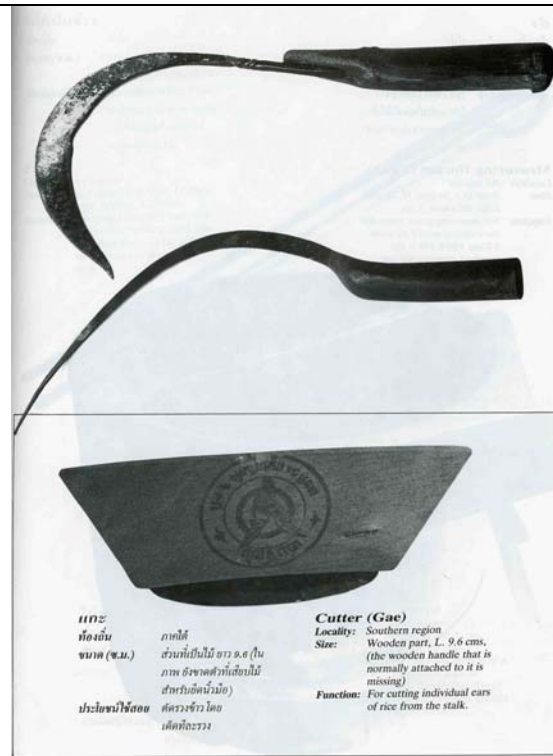 แกะ
ท้องถิ่น ภาคใต้
ขนาด (ซ.ม.) ส่วนที่เป็นไม้ ยาว 9.6 (ใน
ภาพ ยังขาดตัวที่เสียบไม้
สำหรับยึดนิ้วมือ)
ประโยชน์ใช้สอย ตัดรวงข้าว โดย
เด็ดทีละรวง
Cutter (Gae)
Locality: Southern region
Size: Wooden part, L. 9.6 cms,
(the wooden handle that is
normally attached to it is
missing)
Function: For cutting individual ears
of rice from the stalk.